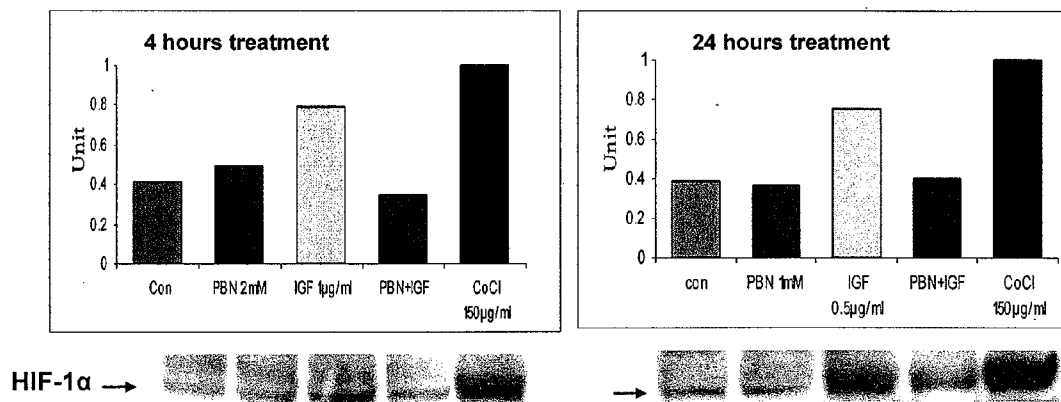 4 hours treatment
Unit
1
0.8
0.6
0.4
0.2
0
Con PBN 2mM IGF 1µg/ml PBN+IGF CoCl
150µg/ml
24 hours treatment
1
0.8
0.6
0.4
0.2
0
con PBN 1mM IGF PBN+IGF CoCl
0.5µg/ml 150µg/ml
HIF-1α